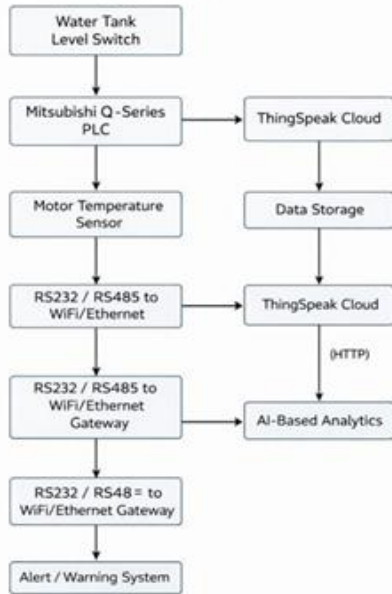 Water Tank
Level Switch
Mitsubishi Q-Series
PLC
ThingSpeak Cloud
Motor Temperature
Sensor
Data Storage
RS232 / RS485 to
WiFi/Ethernet
ThingSpeak Cloud
(HTTP)
RS232 / RS485 to
WiFi/Ethernet
Gateway
AI-Based Analytics
RS232 / RS48= to
WiFi/Ethernet Gateway
Alert / Warning System